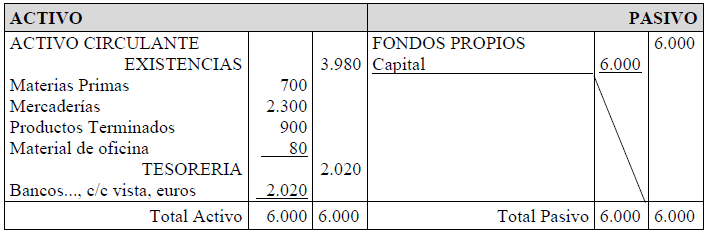 ACTIVO PASIVO
ACTIVO CIRCULANTE FONDOS PROPIOS 6.000
EXISTENCIAS 3.980 Capital 6.000
Materias Primas 700
Mercaderías 2.300
Productos Terminados 900
Material de oficina 80
TESORERIA 2.020
Bancos..., c/c vista, euros 2.020
Total Activo 6.000 6.000 Total Pasivo 6.000 6.000